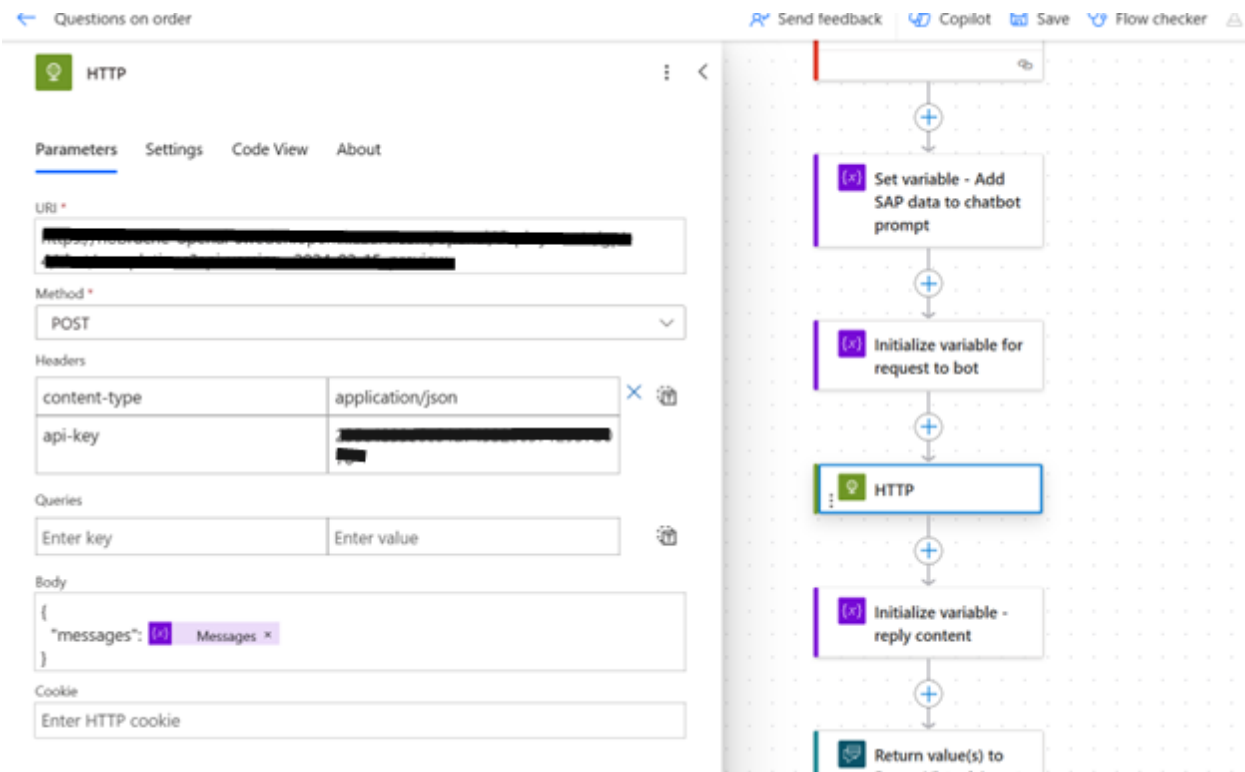 Questions on order
Send feedback
Copilot
Save
Flow checker
HTTP
Parameters
Settings
Code View
About
URI *
Method *
POST
Headers
content-type
application/json
api-key
Queries
Enter key
Enter value
Body
{
"messages": {x} Messages ×
}
Cookie
Enter HTTP cookie
{x} Set variable - Add
SAP data to chatbot
prompt
{x} Initialize variable for
request to bot
HTTP
{x} Initialize variable -
reply content
Return value(s) to